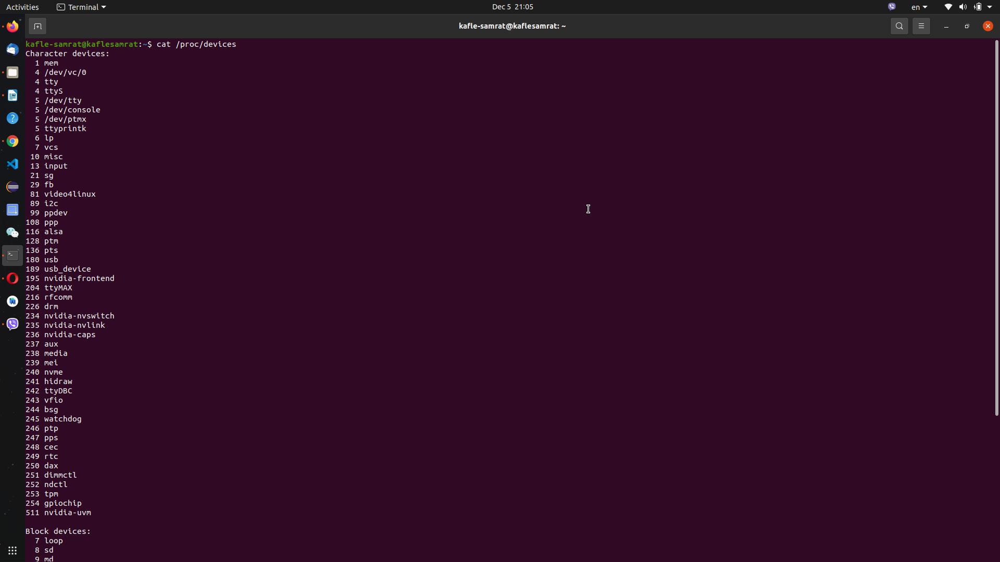 Activities Terminal Dec 5 21:05 en
kafle-samrat@kaflesamrat: ~
kafle-samrat@kaflesamrat:~$ cat /proc/devices
Character devices:
  1 mem
  4 /dev/vc/0
  4 tty
  4 ttyS
  5 /dev/tty
  5 /dev/console
  5 /dev/ptmx
  5 ttyprintk
  6 lp
  7 vcs
 10 misc
 13 input
 21 sg
 29 fb
 81 video4linux
 89 i2c
 99 ppdev
108 ppp
116 alsa
128 ptm
136 pts
180 usb
189 usb_device
195 nvidia-frontend
204 ttyMAX
216 rfcomm
226 drm
234 nvidia-nvswitch
235 nvidia-nvlink
236 nvidia-caps
237 aux
238 media
239 mei
240 nvme
241 hidraw
242 ttyDBC
243 vfio
244 bsg
245 watchdog
246 ptp
247 pps
248 cec
249 rtc
250 dax
251 dimmctl
252 ndctl
253 tpm
254 gpiochip
511 nvidia-uvm

Block devices:
  7 loop
  8 sd
  9 md